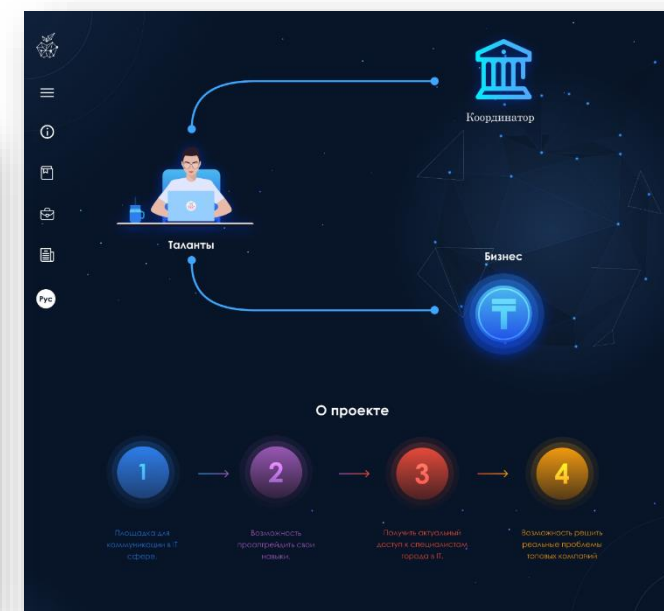 Координатор
Таланты
Бизнес
₸
Рус
О проекте
1
2
3
4
Площадка для
коммуникации в IT
сфере.
Возможность
проапгрейдить свои
навыки.
Получить актуальный
доступ к специалистам
города в IT.
Возможность решить
реальные проблемы
топовых компаний